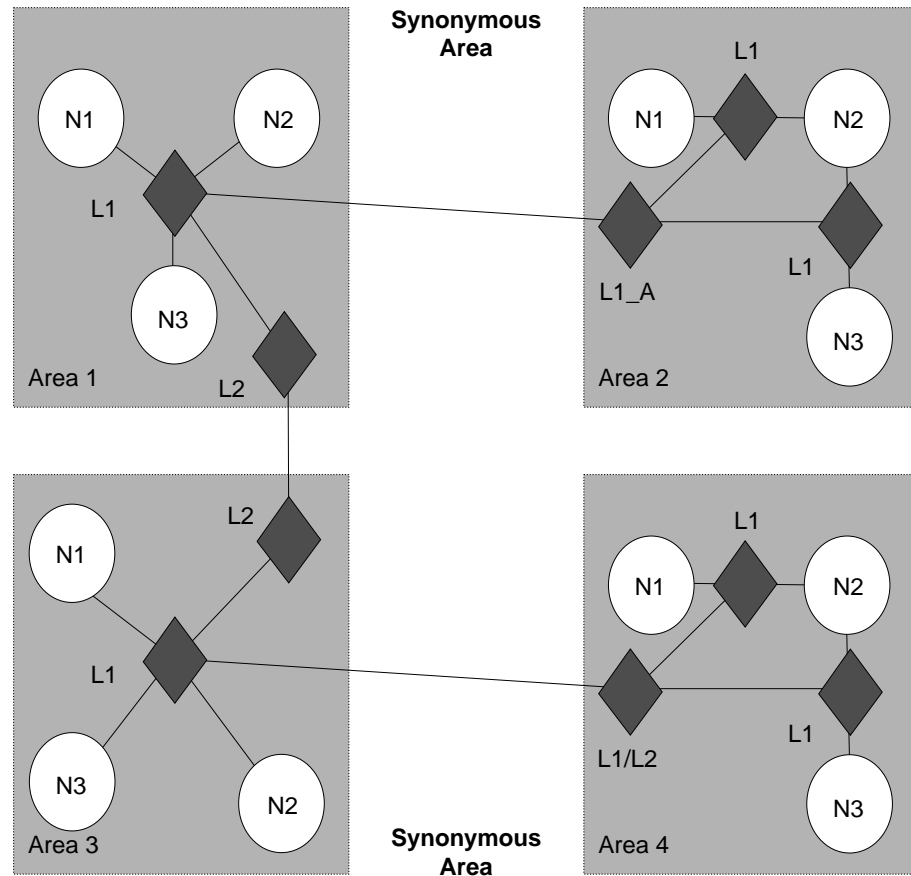 Synonymous
Area
N1
N2
L1
N3
L2
Area 1
L1
N1
N2
L1_A
L1
N3
Area 2
L2
N1
L1
N3
N2
Area 3
L1
N1
N2
L1/L2
L1
N3
Area 4
Synonymous
Area